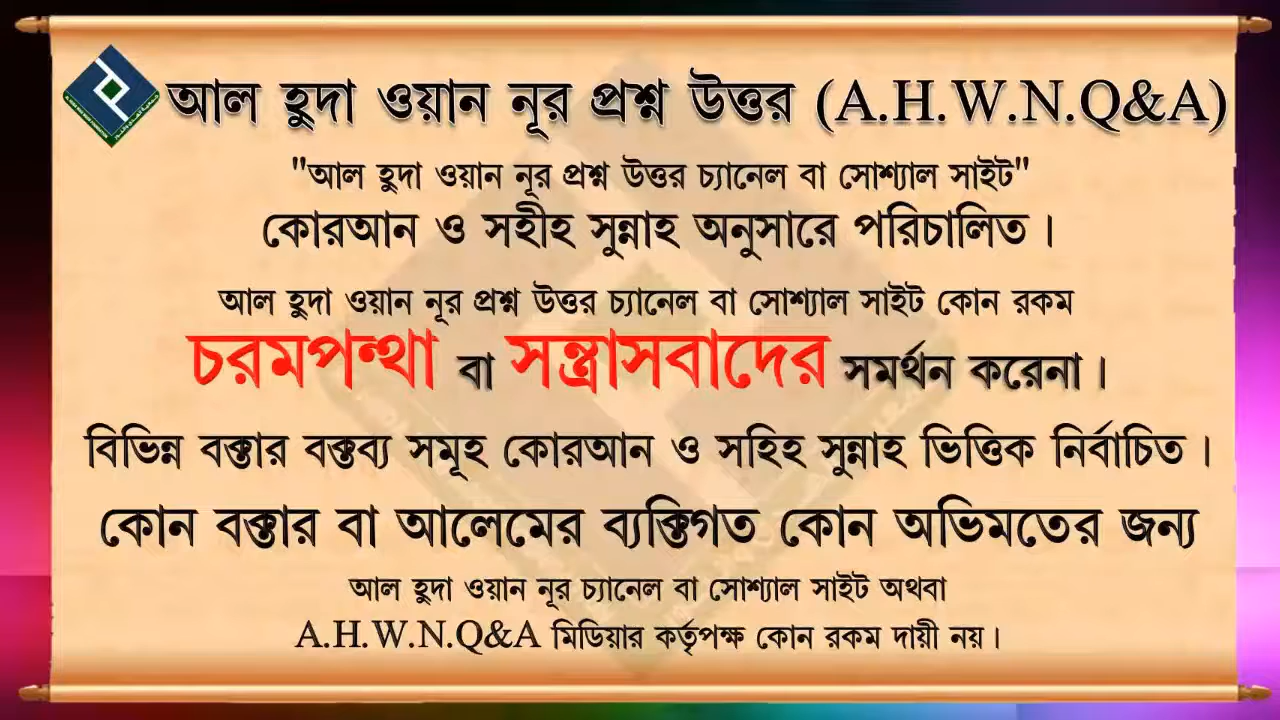 আল হুদা ওয়ান নূর প্রশ্ন উত্তর (A.H.W.N.Q&A)
"আল হুদা ওয়ান নূর প্রশ্ন উত্তর চ্যানেল বা সোশ্যাল সাইট"
কোরআন ও সহীহ সুন্নাহ অনুসারে পরিচালিত।
আল হুদা ওয়ান নূর প্রশ্ন উত্তর চ্যানেল বা সোশ্যাল সাইট কোন রকম
চরমপন্থা বা সন্ত্রাসবাদের সমর্থন করেনা।
বিভিন্ন বক্তার বক্তব্য সমূহ কোরআন ও সহিহ সুন্নাহ ভিত্তিক নির্বাচিত।
কোন বক্তার বা আলেমের ব্যক্তিগত কোন অভিমতের জন্য
আল হুদা ওয়ান নূর চ্যানেল বা সোশ্যাল সাইট অথবা
A.H.W.N.Q&A মিডিয়ার কর্তৃপক্ষ কোন রকম দায়ী নয়।